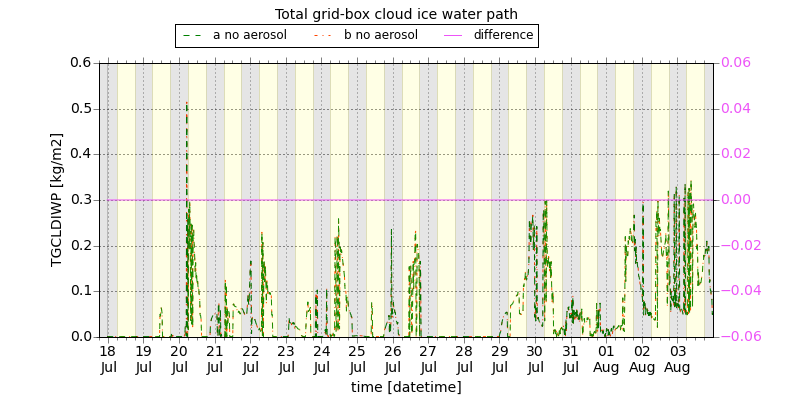 Total grid-box cloud ice water path
a no aerosol b no aerosol difference
TGCLDIWP [kg/m2]
0.6
0.5
0.4
0.3
0.2
0.1
0.0
0.06
0.04
0.02
0.00
−0.02
−0.04
−0.06
18 19 20 21 22 23 24 25 26 27 28 29 30 31 01 02 03
Jul Jul Jul Jul Jul Jul Jul Jul Jul Jul Jul Jul Jul Jul Aug Aug Aug
time [datetime]